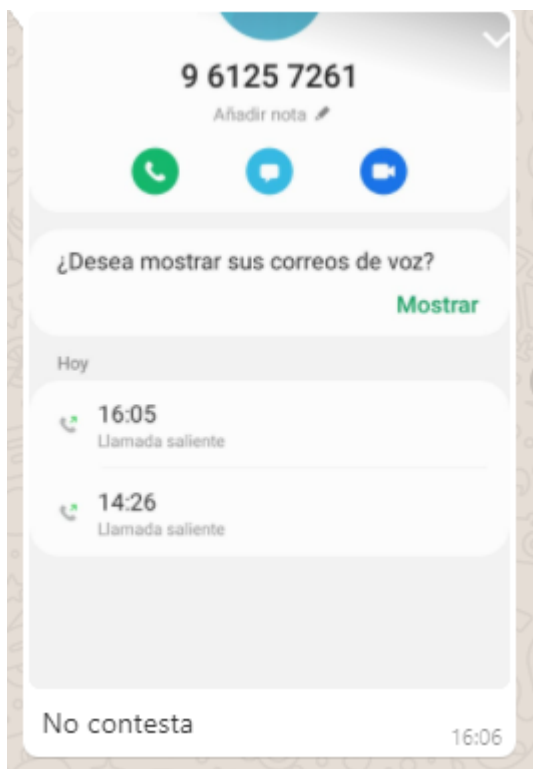 9 6125 7261
Añadir nota
¿Desea mostrar sus correos de voz?
Mostrar
Hoy
16:05
Llamada saliente
14:26
Llamada saliente
No contesta
16:06